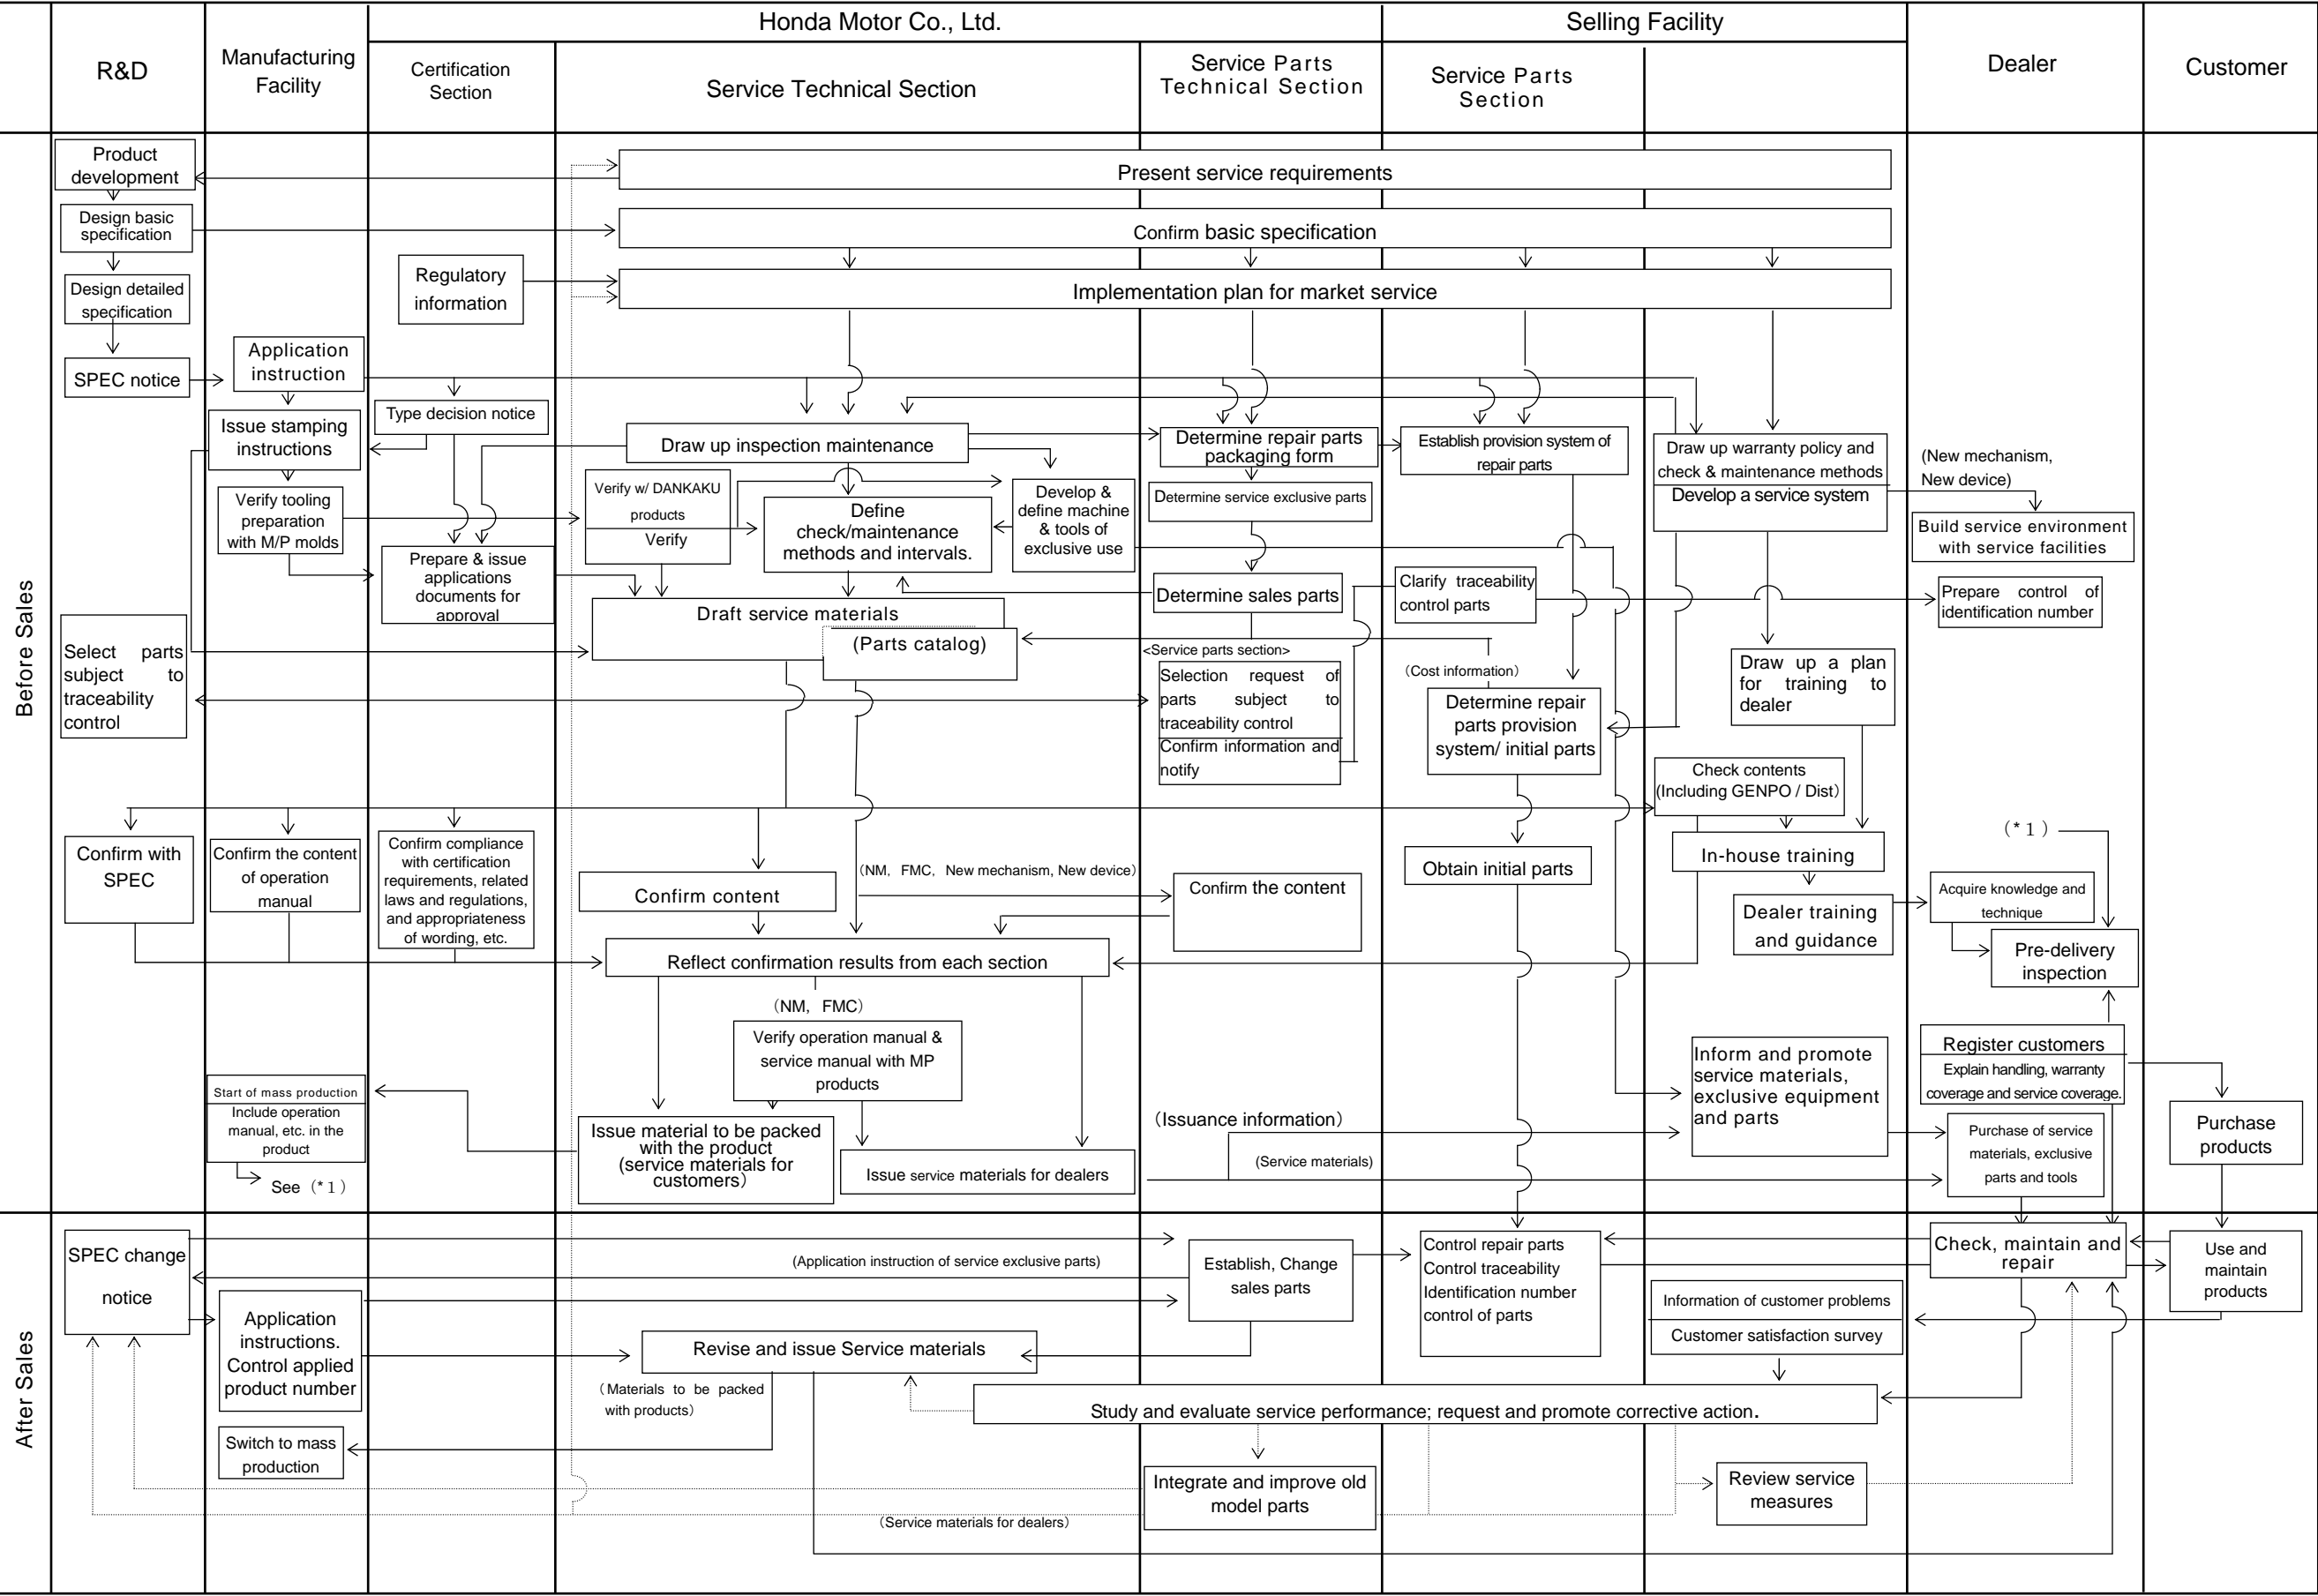 Honda Motor Co., Ltd.
Selling Facility
R&D
Manufacturing
Facility
Certification
Section
Service Technical Section
Service Parts
Technical Section
Service Parts
Section
Dealer
Customer
Before Sales
Product
development
Present service requirements
Design basic
specification
Confirm basic specification
Design detailed
specification
Regulatory
information
Implementation plan for market service
SPEC notice
Application
instruction
Type decision notice
Issue stamping
instructions
Draw up inspection maintenance
Determine repair parts
packaging form
Establish provision system of
repair parts
Draw up warranty policy and
check & maintenance methods
Develop a service system
(New mechanism,
New device)
Verify tooling
preparation
with M/P molds
Verify w/ DANKAKU
products
Verify
Define
check/maintenance
methods and intervals.
Develop &
define machine
& tools of
exclusive use
Determine service exclusive parts
Build service environment
with service facilities
Prepare & issue
applications
documents for
approval
Draft service materials
(Parts catalog)
Determine sales parts
Clarify traceability
control parts
Prepare control of
identification number
Select parts
subject to
traceability
control
<Service parts section>
Selection request of
parts subject to
traceability control
Confirm information and
notify
（Cost information）
Determine repair
parts provision
system/ initial parts
Draw up a plan
for training to
dealer
Check contents
(Including GENPO / Dist）
Confirm with
SPEC
Confirm the content
of operation
manual
Confirm compliance
with certification
requirements, related
laws and regulations,
and appropriateness
of wording, etc.
Confirm content
（NM, FMC, New mechanism, New device）
Confirm the content
Obtain initial parts
In-house training
Dealer training
and guidance
（*１）
Acquire knowledge and
technique
Pre-delivery
inspection
Reflect confirmation results from each section
（NM, FMC）
Verify operation manual &
service manual with MP
products
Start of mass production
Include operation
manual, etc. in the
product
See（*１）
Issue material to be packed
with the product
(service materials for
customers）
Issue service materials for dealers
（Issuance information）
（Service materials）
Inform and promote
service materials,
exclusive equipment
and parts
Register customers
Explain handling, warranty
coverage and service coverage.
Purchase of service
materials, exclusive
parts and tools
Purchase
products
After Sales
SPEC change
notice
(Application instruction of service exclusive parts)
Establish, Change
sales parts
Control repair parts
Control traceability
Identification number
control of parts
Check, maintain and
repair
Use and
maintain
products
Application
instructions.
Control applied
product number
Information of customer problems
Customer satisfaction survey
Revise and issue Service materials
（Materials to be packed
with products）
Study and evaluate service performance; request and promote corrective action.
Switch to mass
production
Integrate and improve old
model parts
Review service
measures
（Service materials for dealers）